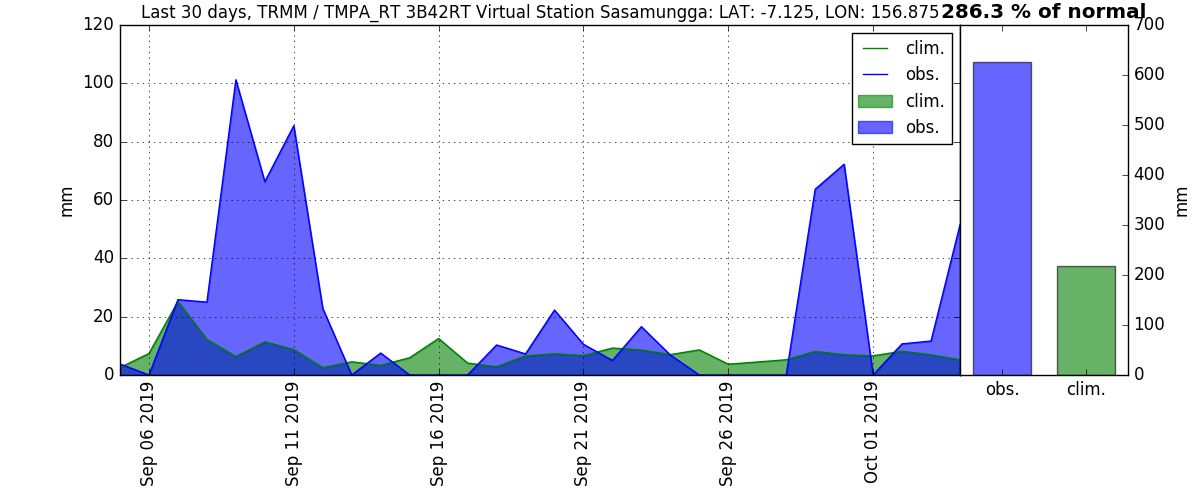 Last 30 days, TRMM / TMPA_RT 3B42RT Virtual Station Sasamungga: LAT: -7.125, LON: 156.875
286.3 % of normal
120
100
80
60
40
20
0
mm
clim.
obs.
clim.
obs.
Sep 06 2019
Sep 11 2019
Sep 16 2019
Sep 21 2019
Sep 26 2019
Oct 01 2019
700
600
500
400
300
200
100
0
mm
obs.
clim.